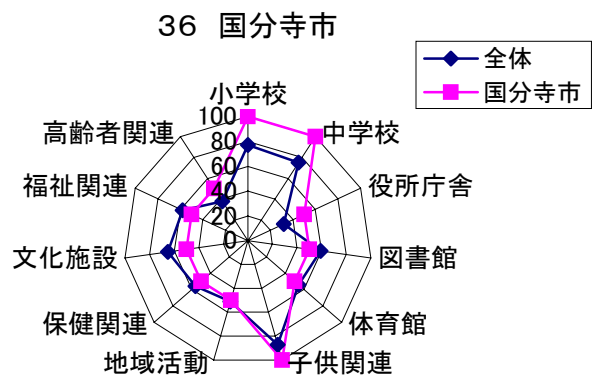 36 国分寺市
全体
国分寺市
小学校
中学校
役所庁舎
図書館
体育館
子供関連
地域活動
保健関連
文化施設
福祉関連
高齢者関連
100
80
60
40
20
0